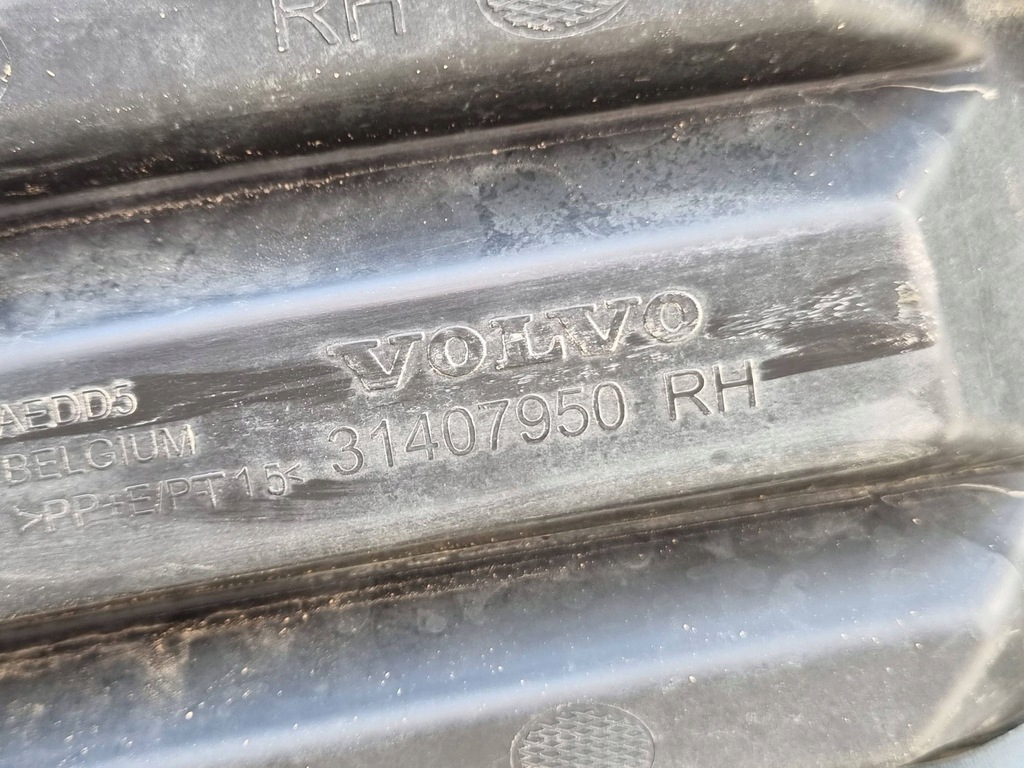 RH
VOLVO
31407950 RH
AEDD5
BELGIUM
>PP+E/PT15<